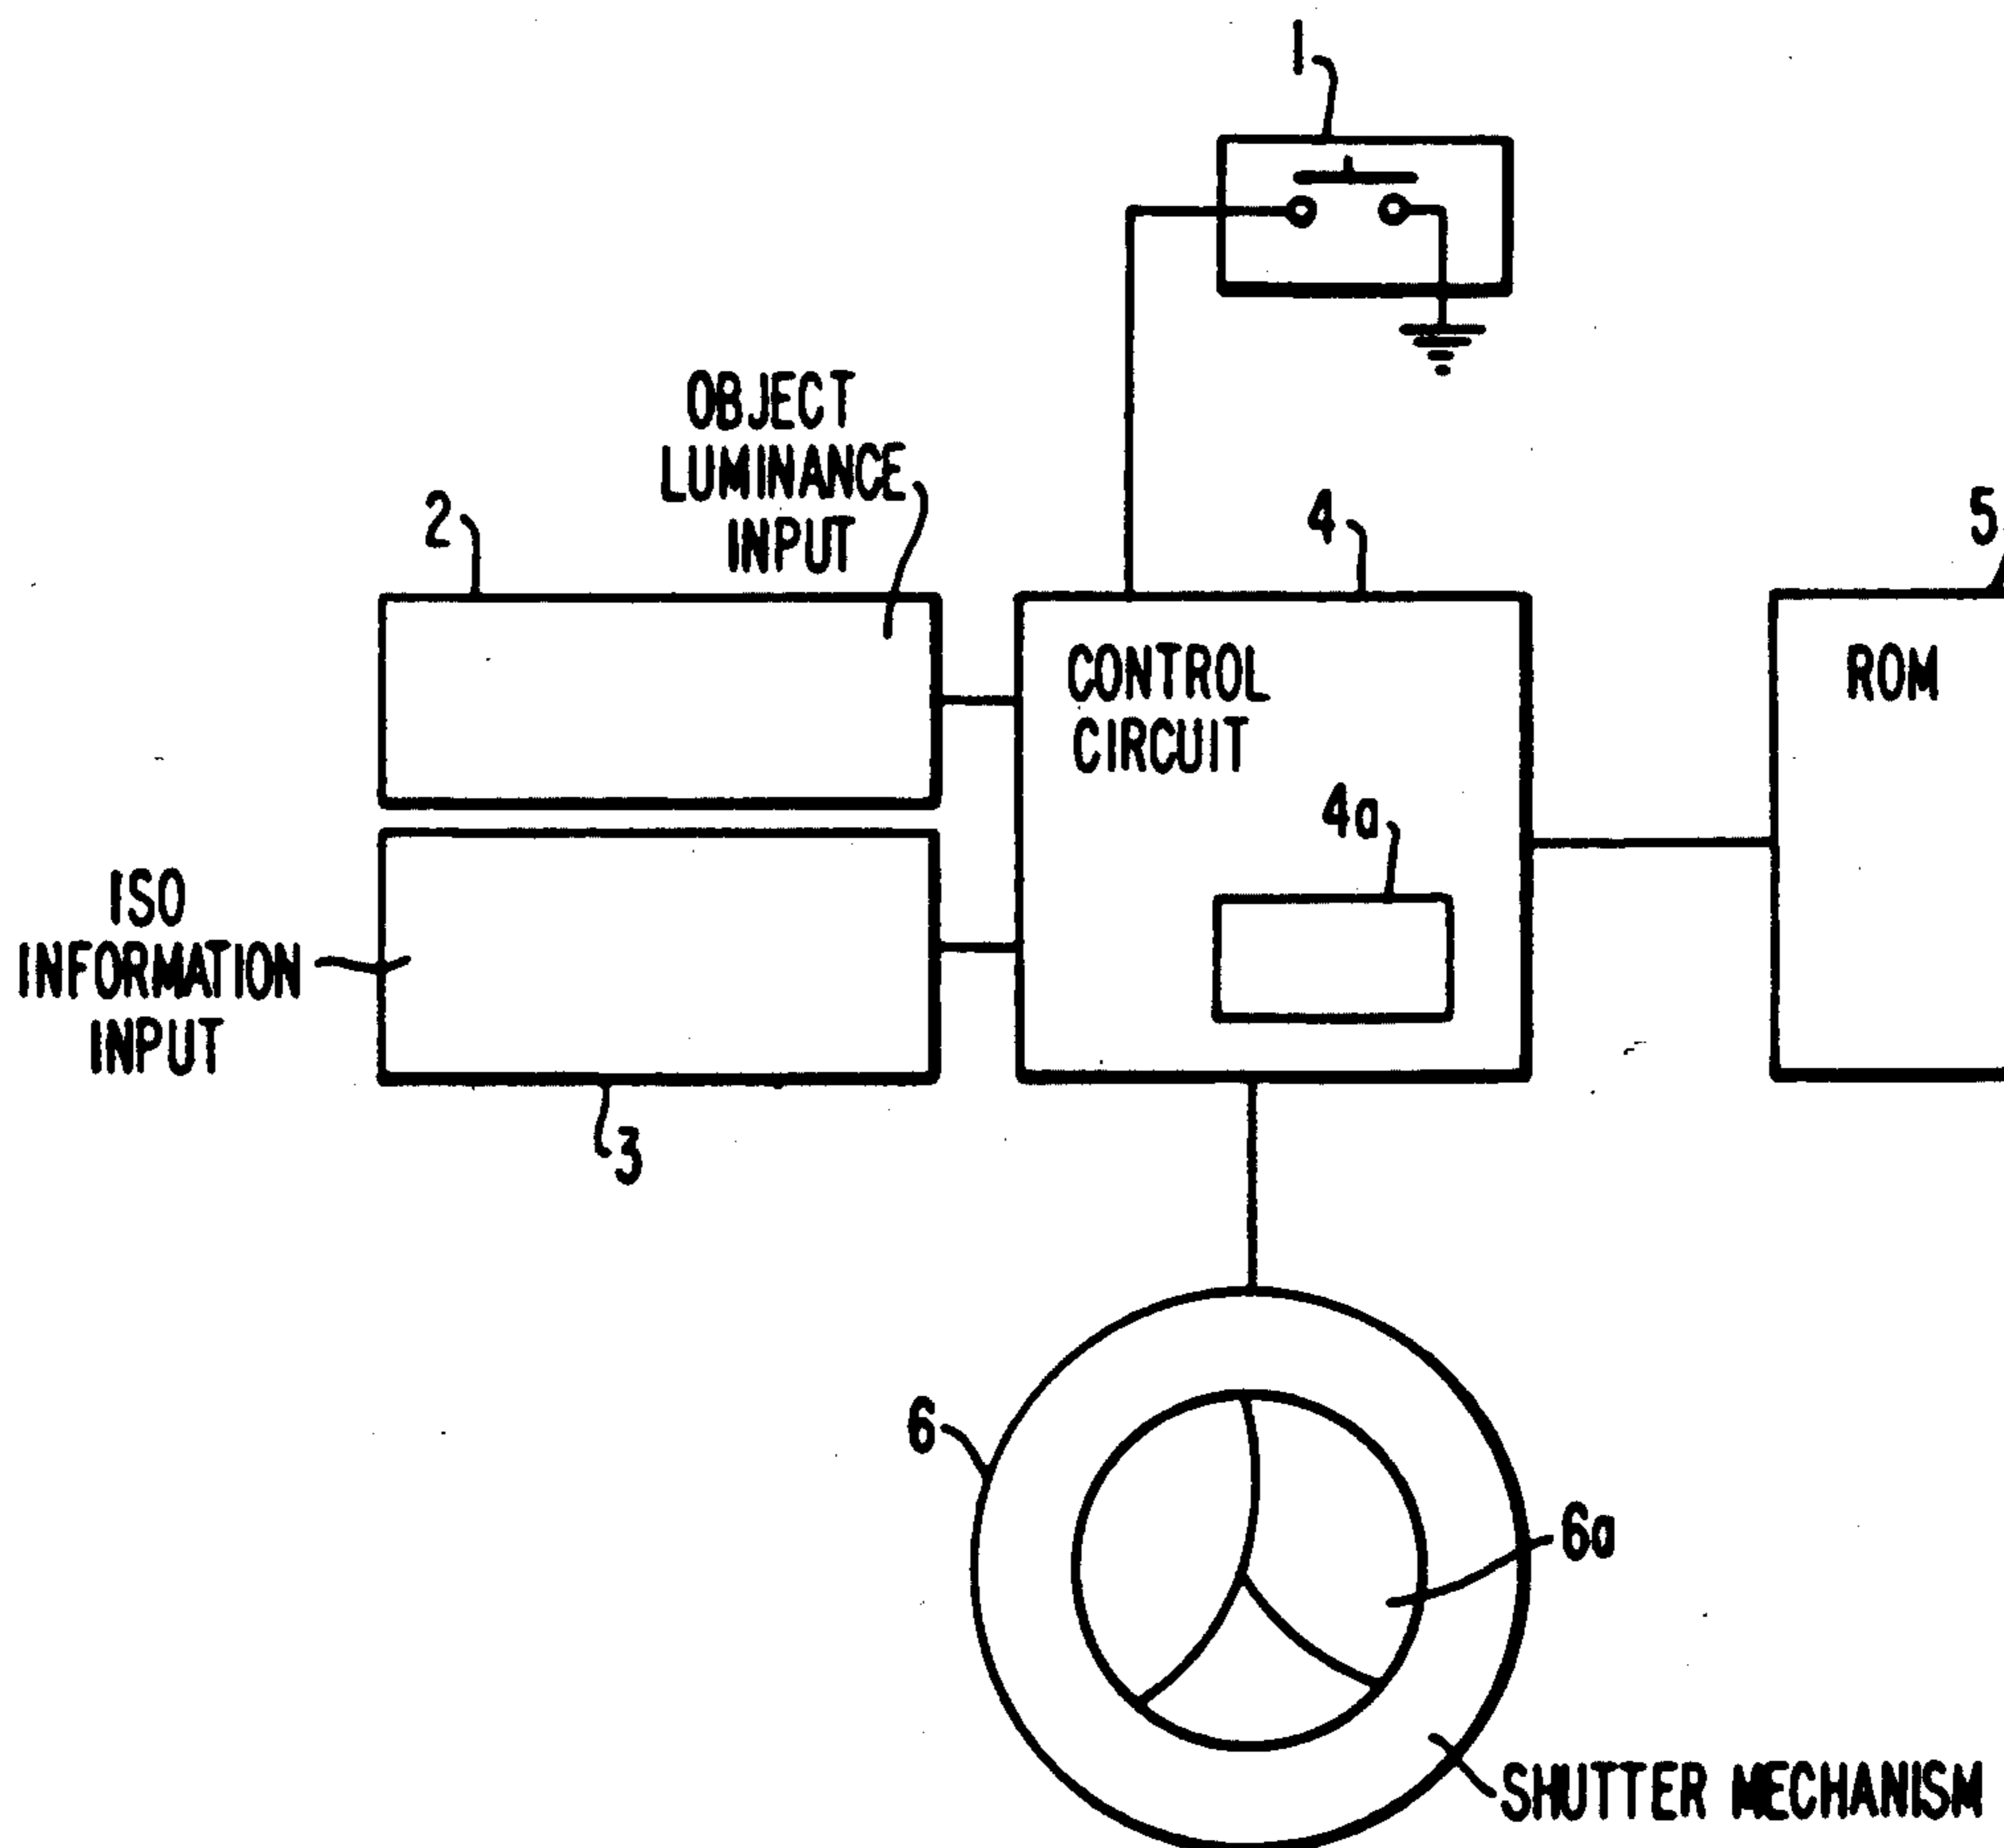 1
OBJECT
LUMINANCE
INPUT
2
4
5
CONTROL
CIRCUIT
ROM
4a
ISO
INFORMATION
INPUT
3
6
6a
SHUTTER MECHANISM